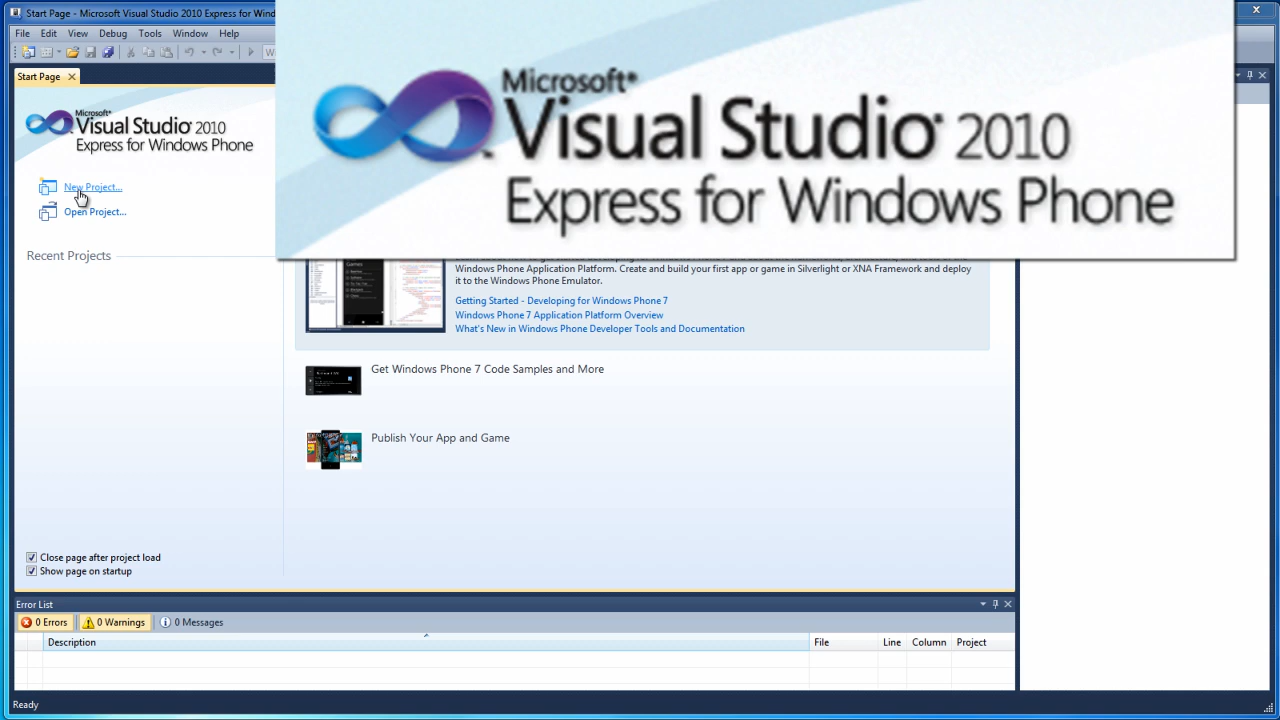 Start Page - Microsoft Visual Studio 2010 Express for Wind
File Edit View Debug Tools Window Help
Start Page
Microsoft®
Visual Studio® 2010
Express for Windows Phone
Microsoft®
Visual Studio® 2010
Express for Windows Phone
New Project...
Open Project...
Recent Projects
Windows Phone Application Platform. Create and build your first app or game in Silverlight or XNA Framework and deploy
it to the Windows Phone Emulator.
Getting Started - Developing for Windows Phone 7
Windows Phone 7 Application Platform Overview
What's New in Windows Phone Developer Tools and Documentation
Get Windows Phone 7 Code Samples and More
Publish Your App and Game
Close page after project load
Show page on startup
Error List
0 Errors 0 Warnings 0 Messages
Description File Line Column Project
Ready